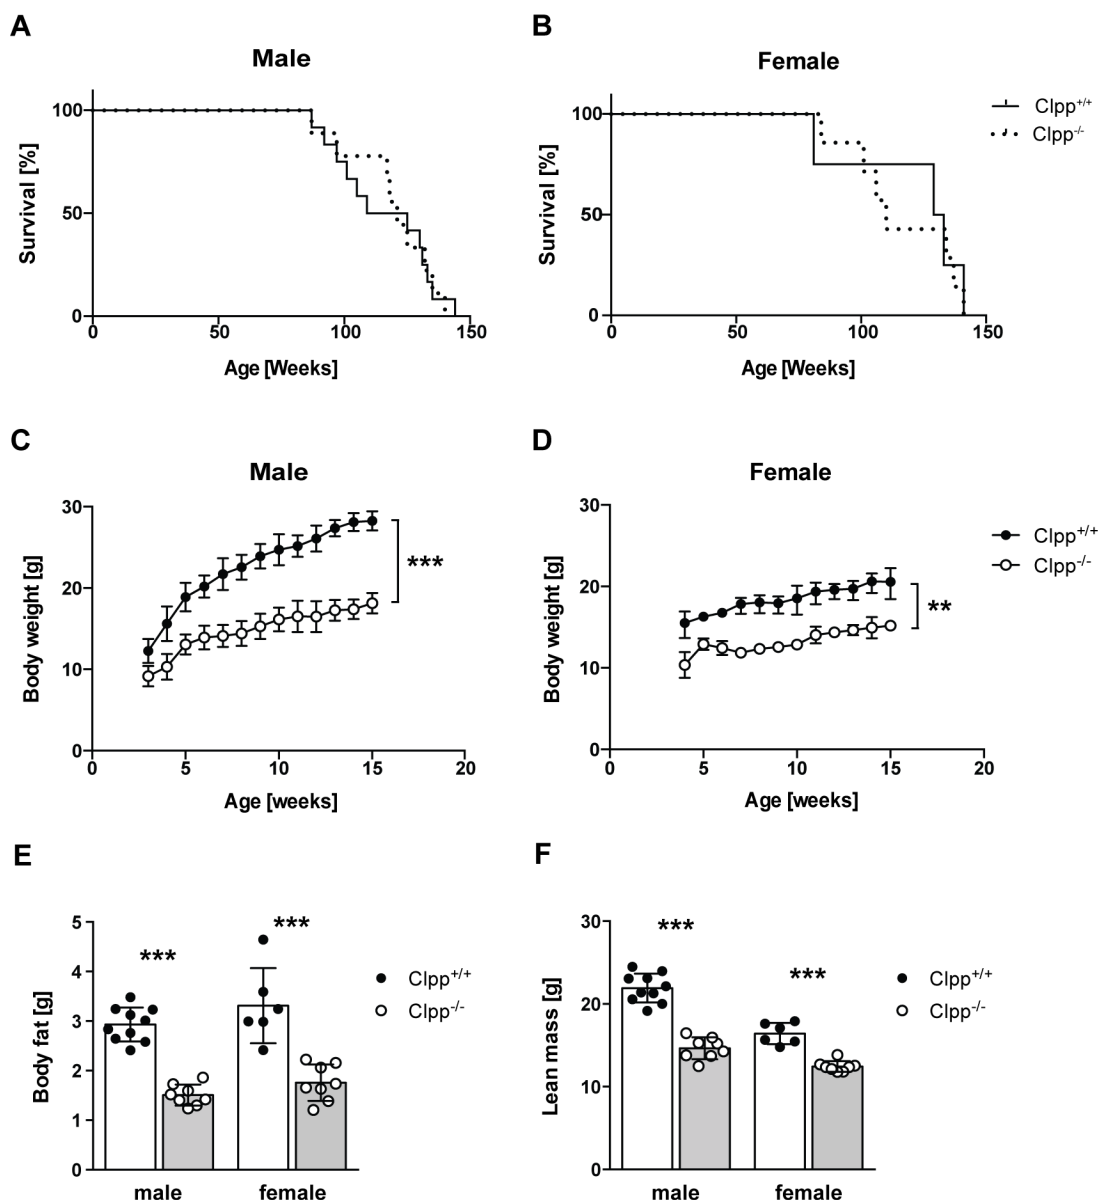 A
Male
Survival [%]
100
50
0
0 50 100 150
Age [Weeks]
B
Female
Survival [%]
100
50
0
0 50 100 150
Age [Weeks]
Clpp+/+
Clpp-/-
C
Male
Body weight [g]
30
20
10
0
0 5 10 15 20
Age [weeks]
***
D
Female
Body weight [g]
30
20
10
0
0 5 10 15 20
Age [weeks]
**
Clpp+/+
Clpp-/-
E
Body fat [g]
5
4
3
2
1
0
*** ***
male female
Clpp+/+
Clpp-/-
F
Lean mass [g]
30
20
10
0
*** ***
male female
Clpp+/+
Clpp-/-